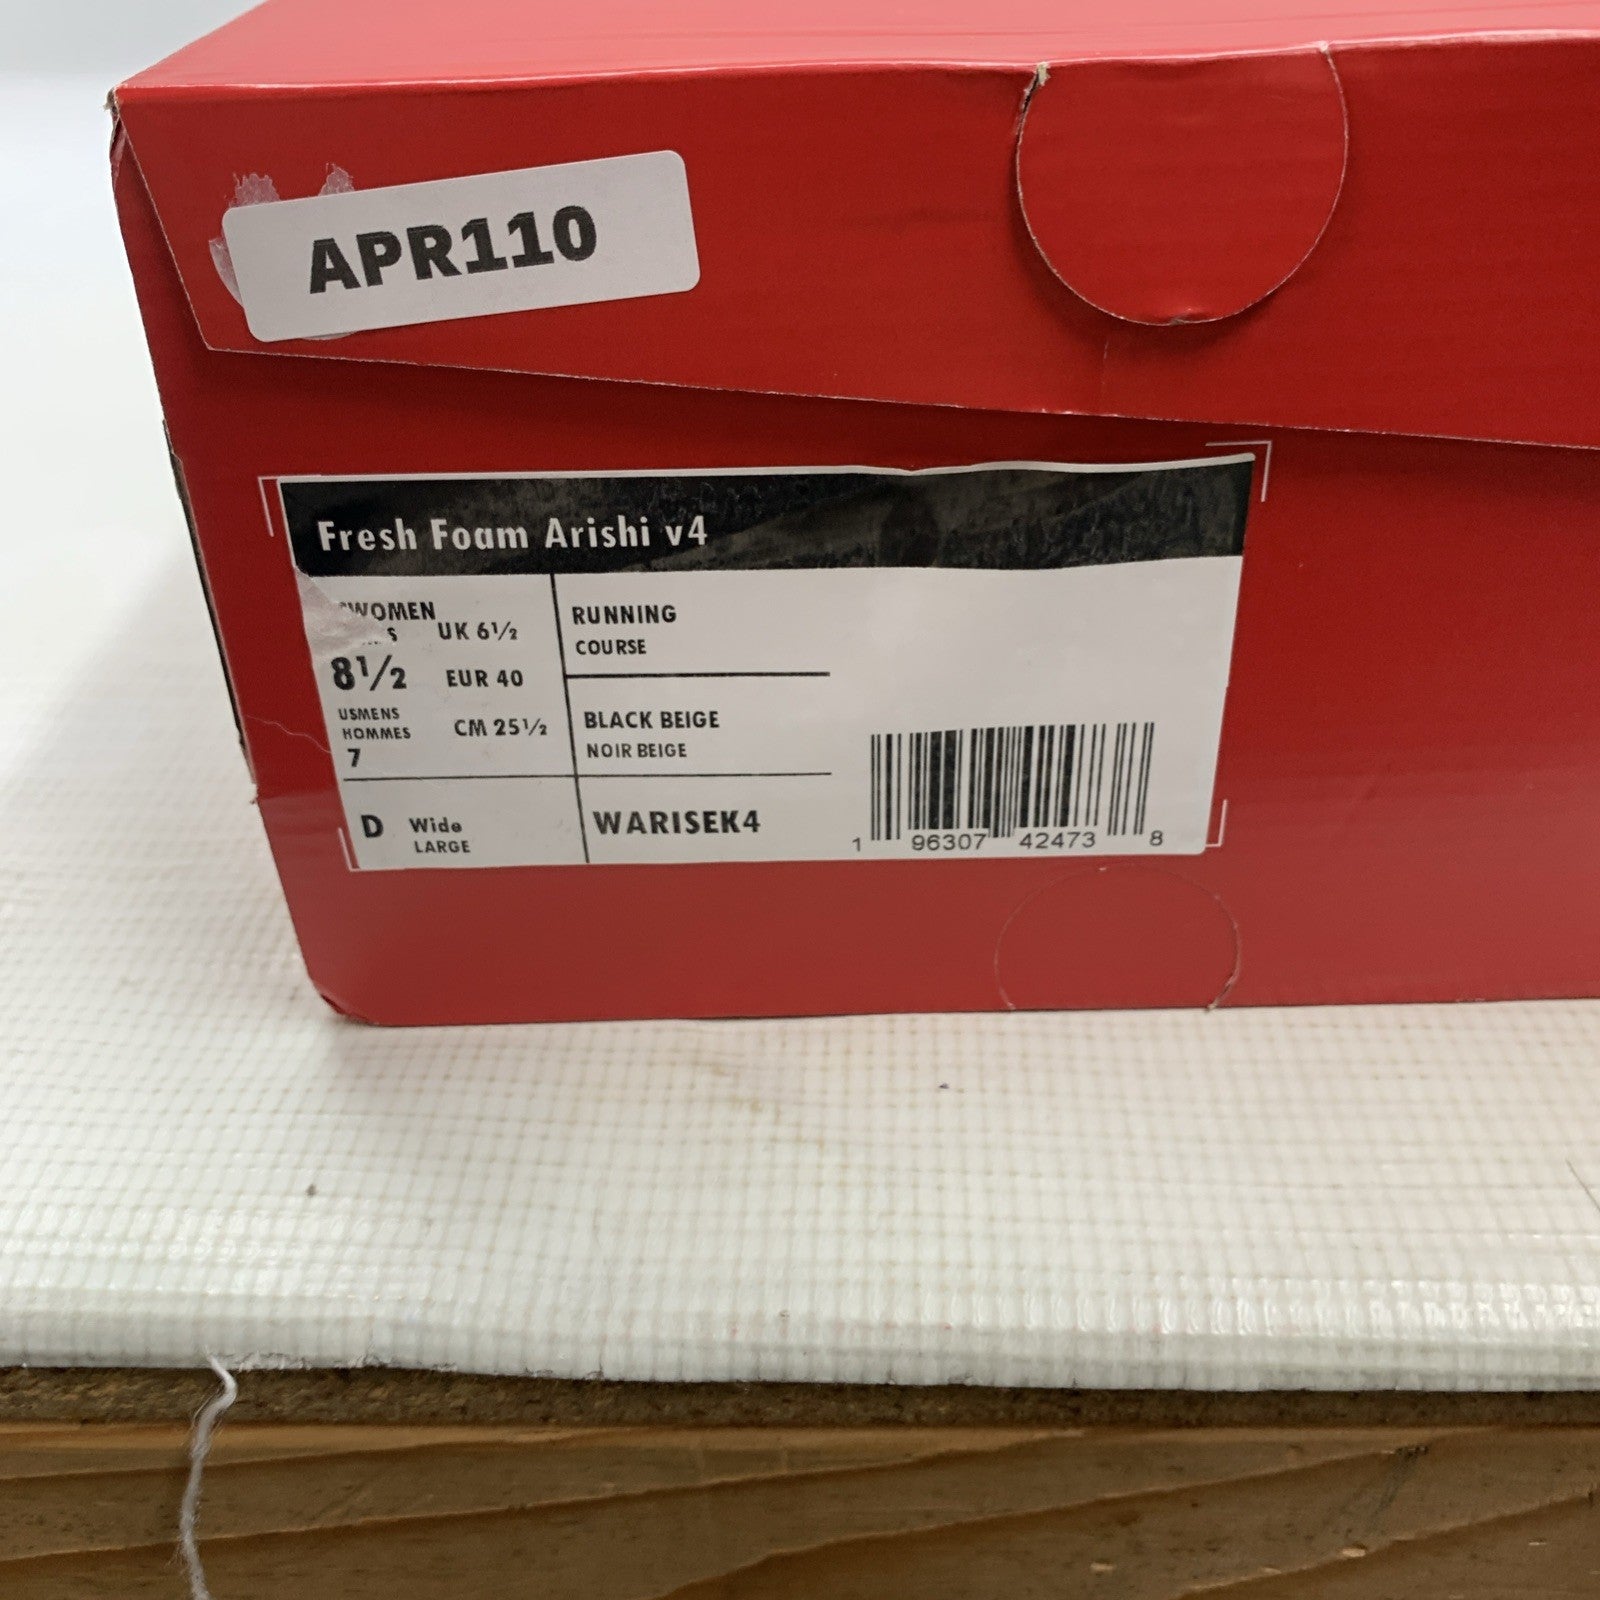 APR110
Fresh Foam Arishi v4
WOMEN
UK 6½
8½
EUR 40
USMENS
HOMMES
7
CM 25½
D Wide
LARGE
RUNNING
COURSE
BLACK BEIGE
NOIR BEIGE
WARISEK4
1 96307 42473 8